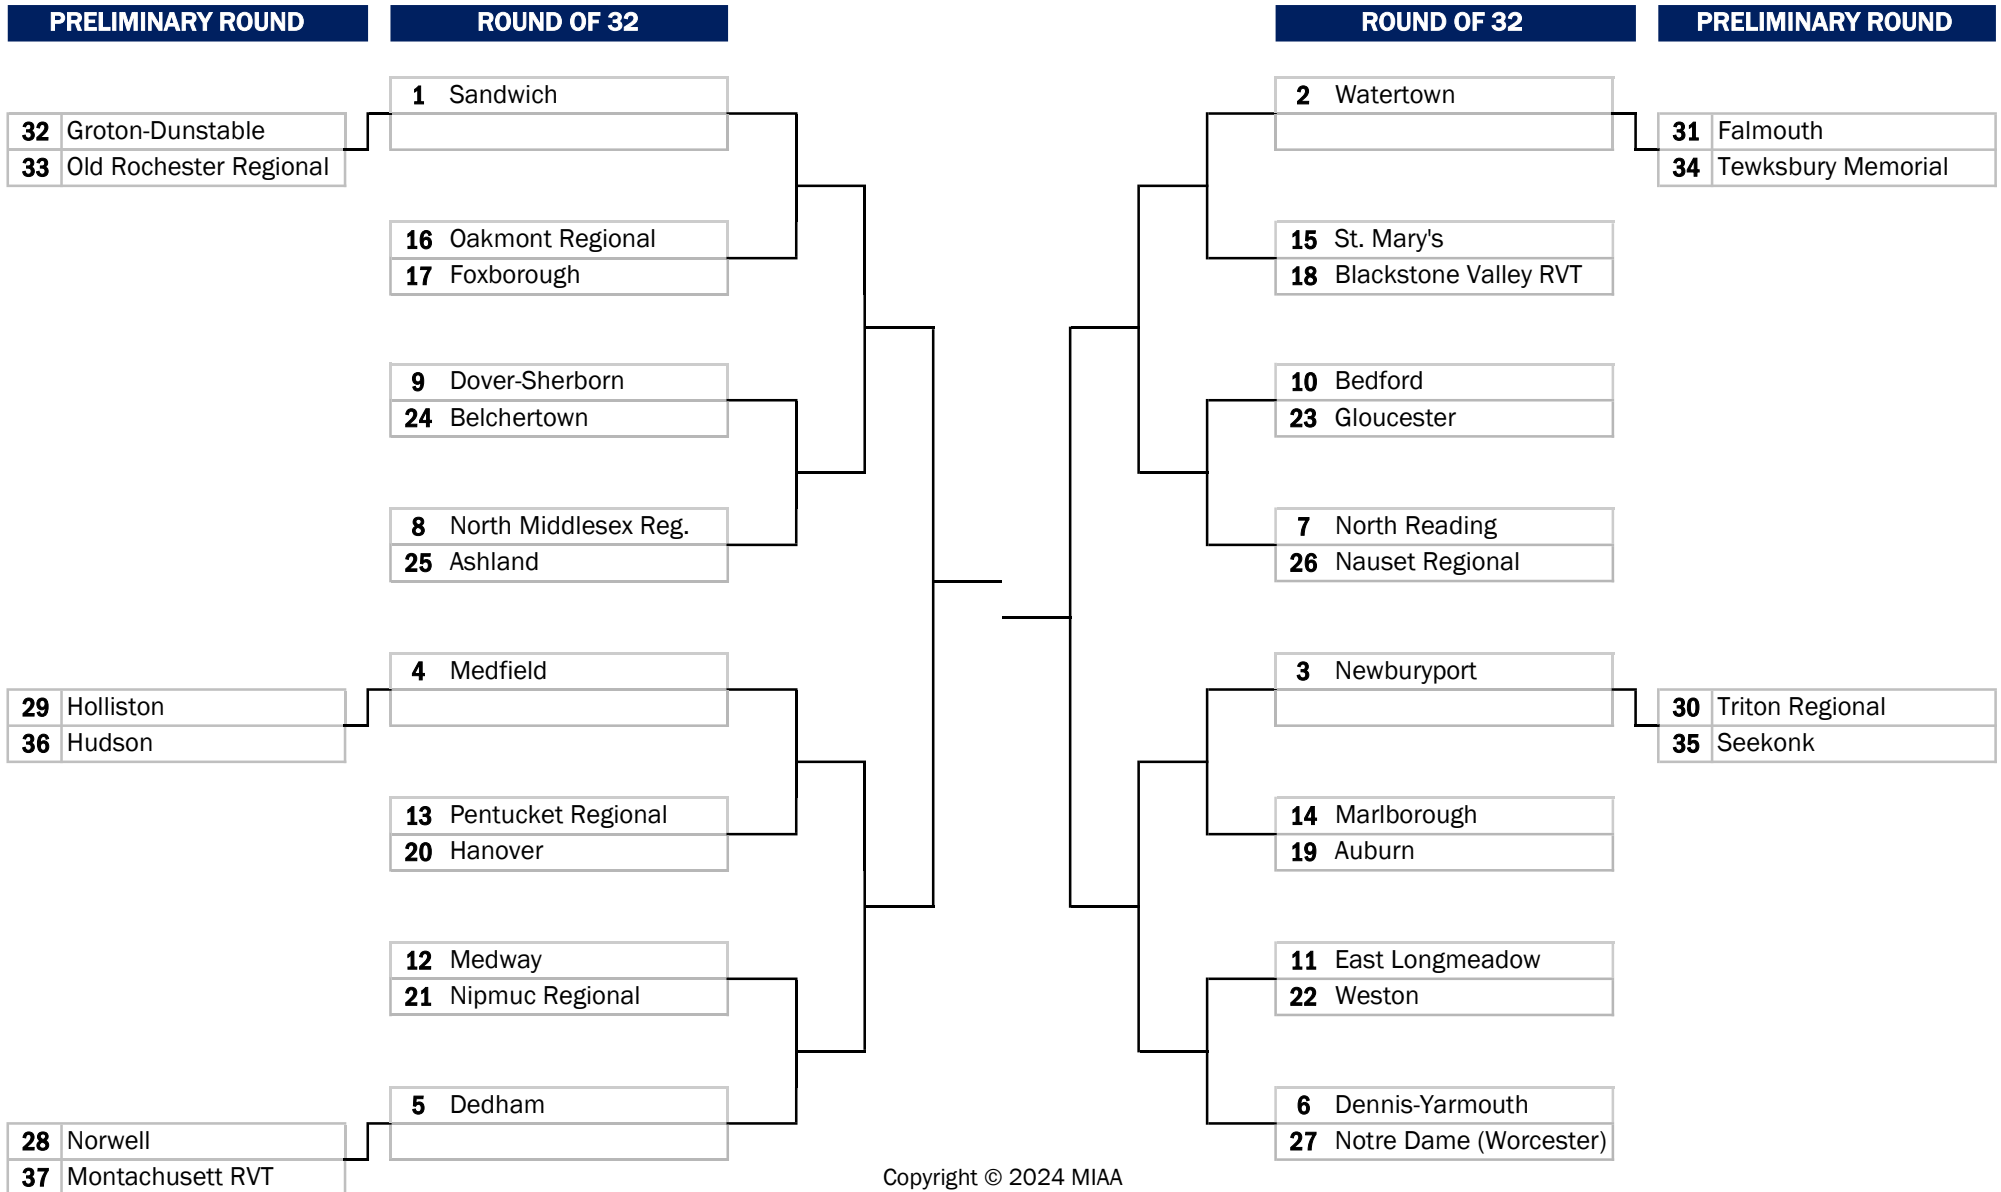 PRELIMINARY ROUND
ROUND OF 32
ROUND OF 32
PRELIMINARY ROUND
1 Sandwich
32 Groton-Dunstable
33 Old Rochester Regional
16 Oakmont Regional
17 Foxborough
9 Dover-Sherborn
24 Belchertown
8 North Middlesex Reg.
25 Ashland
4 Medfield
29 Holliston
36 Hudson
13 Pentucket Regional
20 Hanover
12 Medway
21 Nipmuc Regional
5 Dedham
28 Norwell
37 Montachusett RVT
2 Watertown
31 Falmouth
34 Tewksbury Memorial
15 St. Mary's
18 Blackstone Valley RVT
10 Bedford
23 Gloucester
7 North Reading
26 Nauset Regional
3 Newburyport
30 Triton Regional
35 Seekonk
14 Marlborough
19 Auburn
11 East Longmeadow
22 Weston
6 Dennis-Yarmouth
27 Notre Dame (Worcester)
Copyright © 2024 MIAA